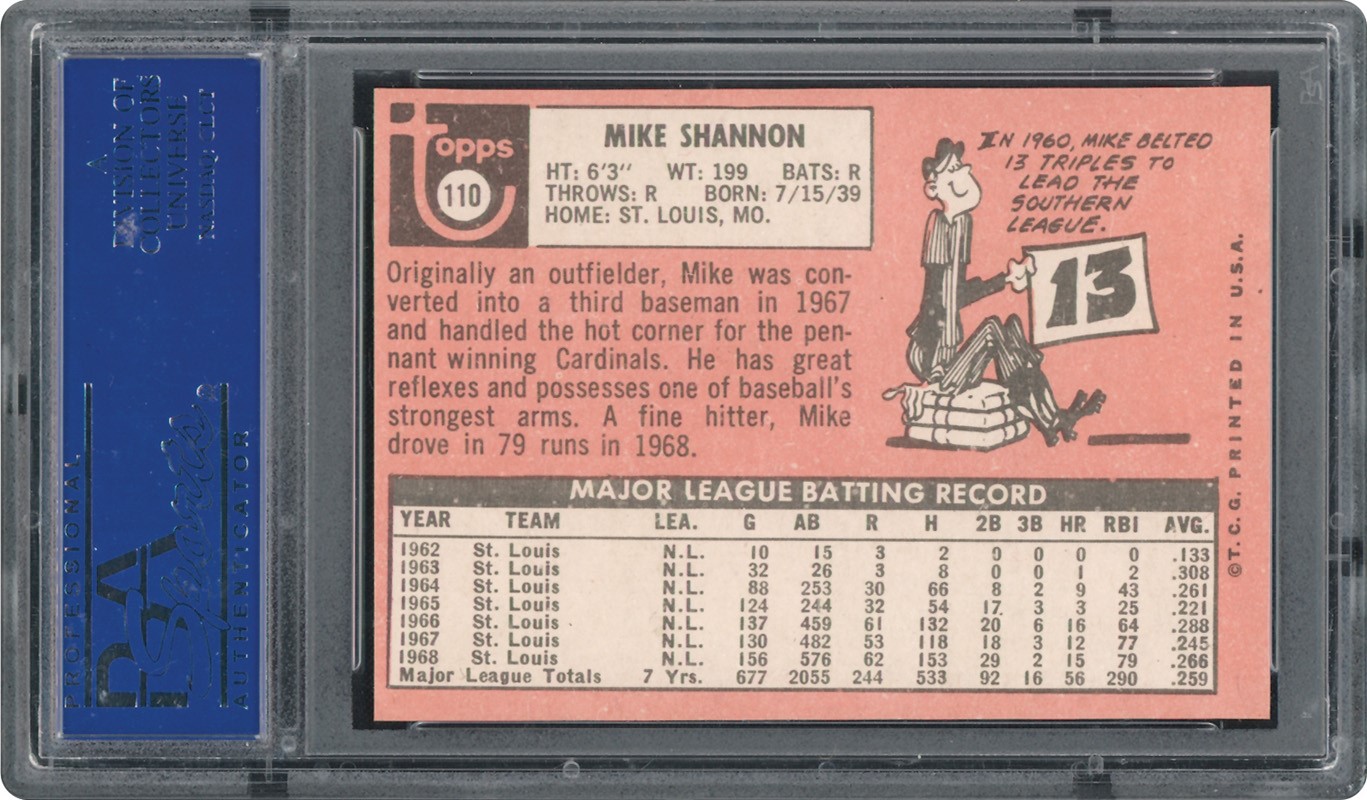 A
DIVISION OF
COLLECTORS
UNIVERSE
NASDAQ: CLCT
PROFESSIONAL
PSA
Sports
AUTHENTICATOR
Topps
110
MIKE SHANNON
HT: 6'3" WT: 199 BATS: R
THROWS: R BORN: 7/15/39
HOME: ST. LOUIS, MO.
Originally an outfielder, Mike was con-
verted into a third baseman in 1967
and handled the hot corner for the pen-
nant winning Cardinals. He has great
reflexes and possesses one of baseball's
strongest arms. A fine hitter, Mike
drove in 79 runs in 1968.
IN 1960, MIKE BELTED
13 TRIPLES TO
LEAD THE
SOUTHERN
LEAGUE.
13
MAJOR LEAGUE BATTING RECORD
YEAR TEAM LEA. G AB R H 2B 3B HR RBI AVG.
1962 St. Louis N.L. 10 15 3 2 0 0 0 0 .133
1963 St. Louis N.L. 32 26 3 8 0 0 1 2 .308
1964 St. Louis N.L. 88 253 30 66 8 2 9 43 .261
1965 St. Louis N.L. 124 244 32 54 17 3 3 25 .221
1966 St. Louis N.L. 137 459 61 132 20 6 16 64 .288
1967 St. Louis N.L. 130 482 53 118 18 3 12 77 .245
1968 St. Louis N.L. 156 576 62 153 29 2 15 79 .266
Major League Totals 7 Yrs. 677 2055 244 533 92 16 56 290 .259
©T.C.G. PRINTED IN U.S.A.